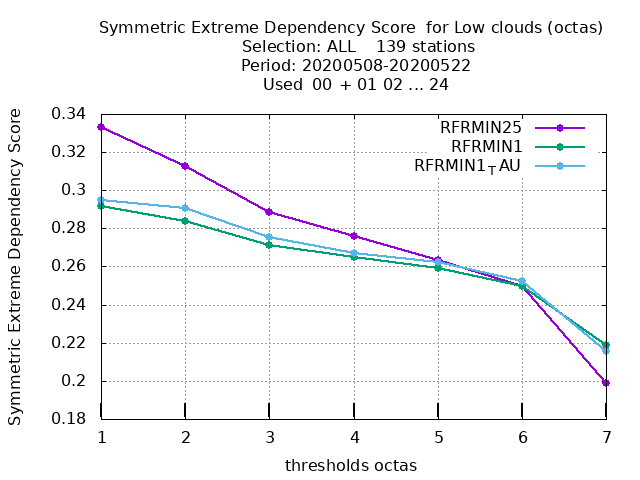 Symmetric Extreme Dependency Score  for Low clouds (octas)
Selection: ALL    139 stations
Period: 20200508-20200522
Used  00 + 01 02 ... 24
Symmetric Extreme Dependency Score
0.34
0.32
0.3
0.28
0.26
0.24
0.22
0.2
0.18
RFRMIN25
RFRMIN1
RFRMIN1TAU
1 2 3 4 5 6 7
thresholds octas